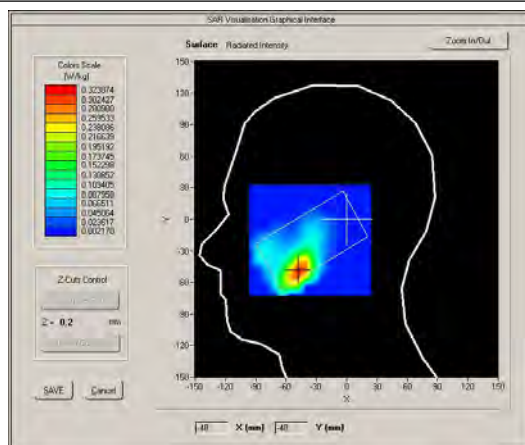 SAR Visualisation Graphical Interface
Surface Radiated Intensity
Zoom In/Out
Colors Scale
(W/kg)
0.323874
0.302427
0.280980
0.259533
0.238086
0.216639
0.195192
0.173745
0.152298
0.130852
0.109405
0.087958
0.066511
0.045064
0.023617
0.002170
Z-Cuts Control
Z = 0.2 mm
SAVE
Cancel
150
120
90
60
30
0
-30
-60
-90
-120
-150
Y
-150 -120 -90 -60 -30 0 30 60 90 120 150
X
X (mm)
Y (mm)